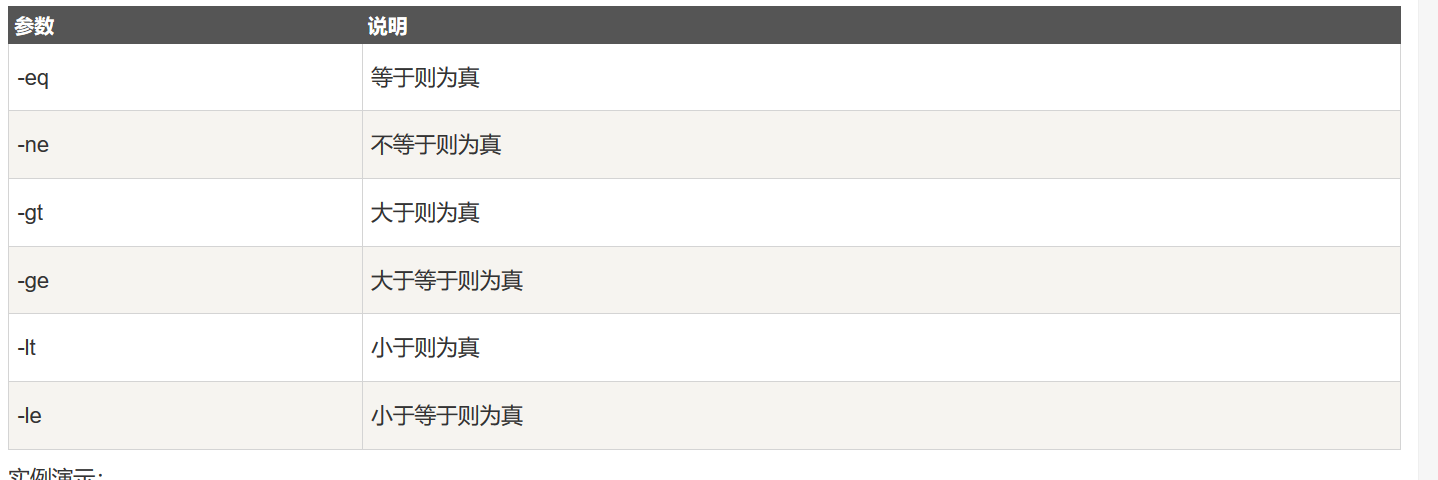 参数 说明
-eq 等于则为真
-ne 不等于则为真
-gt 大于则为真
-ge 大于等于则为真
-lt 小于则为真
-le 小于等于则为真
实例演示：